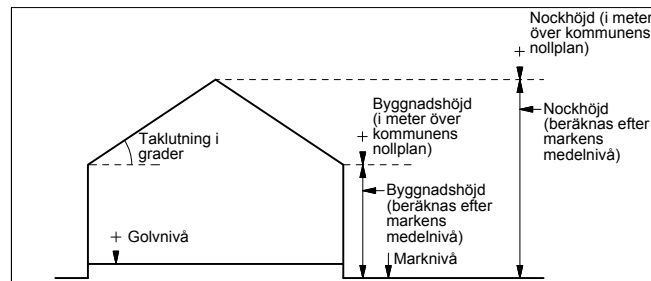 Nockhöjd (i meter
över kommunens
nollplan)
Byggnadshöjd
(i meter över
kommunens
nollplan)
Nockhöjd
(beräknas efter
markens
medelnivå)
Taklutning i
grader
Byggnadshöjd
(beräknas efter
markens
medelnivå)
Golvnivå
Marknivå